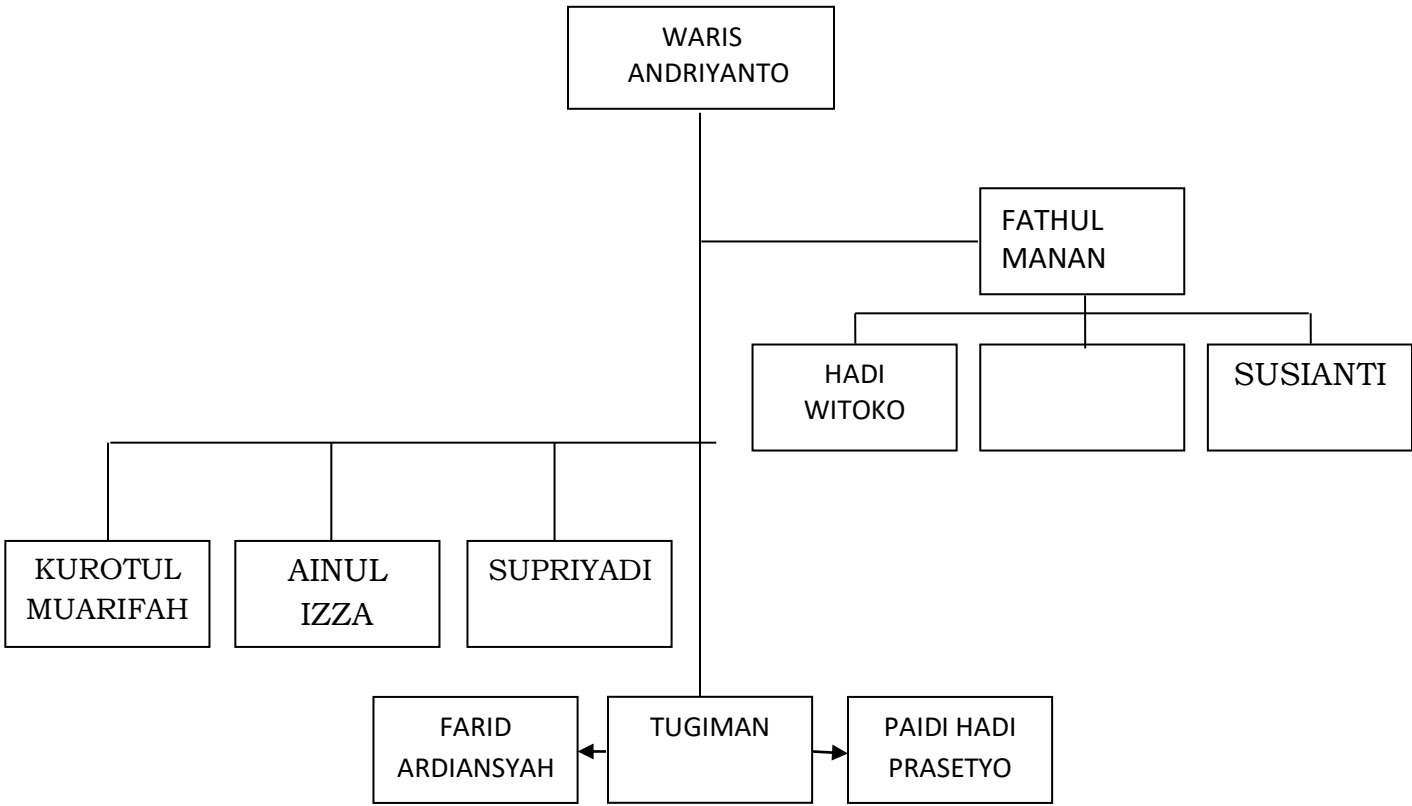 WARIS
ANDRIYANTO
FATHUL
MANAN
HADI
WITOKO
SUSIANTI
KUROTUL
MUARIFAH
AINUL
IZZA
SUPRIYADI
FARID
ARDIANSYAH
TUGIMAN
PAIDI HADI
PRASETYO